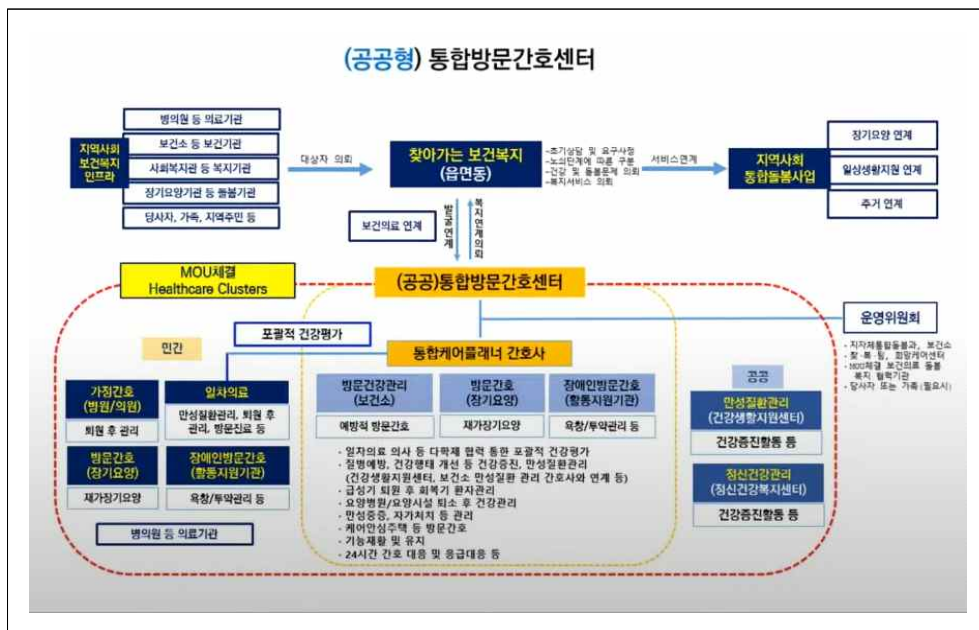 (공공형) 통합방문간호센터
지역사회
보건복지
인프라
병의원 등 의료기관
보건소 등 보건기관
사회복지관 등 복지기관
장기요양기관 등 돌봄기관
당사자, 가족, 지역주민 등
대상자 의뢰
찾아가는 보건복지
(읍면동)
-초기상담 및 요구사정
-노쇠단계에 따른 구분
-건강 및 돌봄문제 의뢰
-복지서비스 의뢰
서비스연계
지역사회
통합돌봄사업
장기요양 연계
일상생활지원 연계
주거 연계
보건의료 연계
발굴연계
복지연계의뢰
MOU체결
Healthcare Clusters
(공공)통합방문간호센터
포괄적 건강평가
통합케어플래너 간호사
운영위원회
· 지자체통합돌봄과, 보건소
· 찾·복·팀, 희망케어센터
· MOU체결 보건의료 돌봄
복지 협력기관
· 당사자 또는 가족(필요시)
민간
가정간호
(병원/의원)
퇴원 후 관리
일차의료
만성질환관리, 퇴원 후
관리, 방문진료 등
방문간호
(장기요양)
재가장기요양
장애인방문간호
(활동지원기관)
욕창/투약관리 등
병의원 등 의료기관
방문건강관리
(보건소)
예방적 방문간호
방문간호
(장기요양)
재가장기요양
장애인방문간호
(활동지원기관)
욕창/투약관리 등
· 일차의료 의사 등 다학제 협력 통한 포괄적 건강평가
· 질병예방, 건강행태 개선 등 건강증진, 만성질환관리
(건강생활지원센터, 보건소 만성질환 관리 간호사와 연계 등)
· 급성기 퇴원 후 회복기 환자관리
· 요양병원/요양시설 퇴소 후 건강관리
· 만성중증, 자가처치 등 관리
· 케어안심주택 등 방문간호
· 기능재활 및 유지
· 24시간 간호 대응 및 응급대응 등
공공
만성질환관리
(건강생활지원센터)
건강증진활동 등
정신건강관리
(정신건강복지센터)
건강증진활동 등